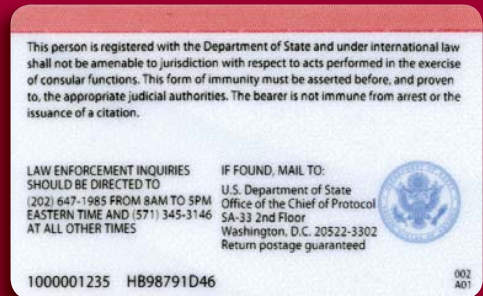 This person is registered with the Department of State and under international law
shall not be amenable to jurisdiction with respect to acts performed in the exercise
of consular functions. This form of immunity must be asserted before, and proven
to, the appropriate judicial authorities. The bearer is not immune from arrest or the
issuance of a citation.
LAW ENFORCEMENT INQUIRIES
SHOULD BE DIRECTED TO
(202) 647-1985 FROM 8AM TO 5PM
EASTERN TIME AND (571) 345-3146
AT ALL OTHER TIMES
IF FOUND, MAIL TO:
U.S. Department of State
Office of the Chief of Protocol
SA-33 2nd Floor
Washington, D.C. 20522-3302
Return postage guaranteed
1000001235 HB98791D46
002
A01